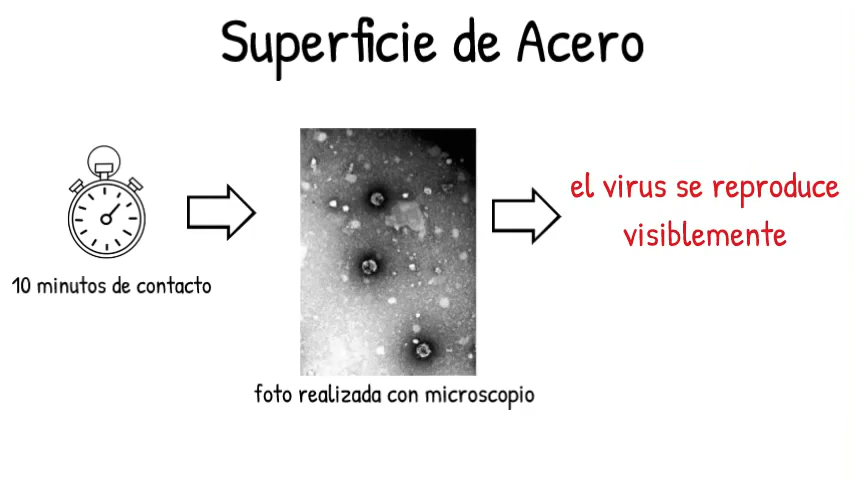 Superficie de Acero
el virus se reproduce
visiblemente
10 minutos de contacto
foto realizada con microscopio